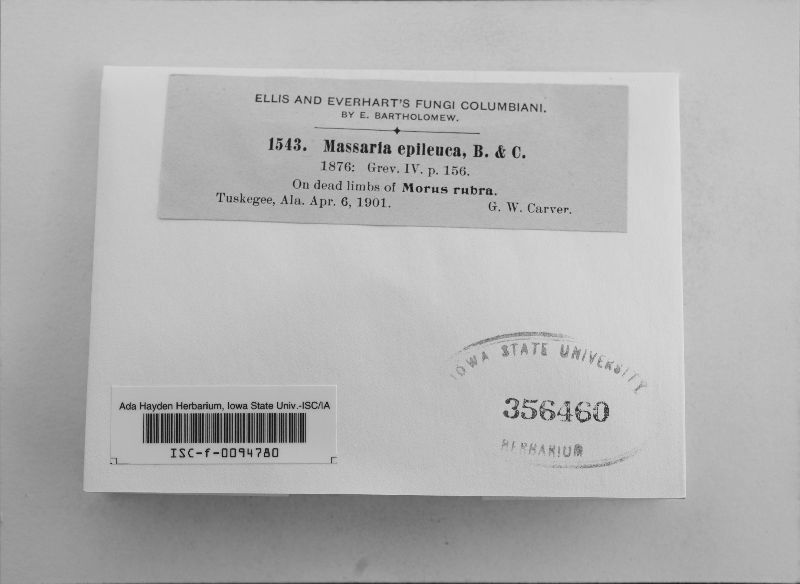 ELLIS AND EVERHART'S FUNGI COLUMBIANI.
BY E. BARTHOLOMEW.
1543. Massaria epileuca, B. & C.
1876: Grev. IV. p. 156.
On dead limbs of Morus rubra.
Tuskegee, Ala. Apr. 6, 1901. G. W. Carver.
IOWA STATE UNIVERSITY
356460
HERBARIUM
Ada Hayden Herbarium, Iowa State Univ.-ISC/IA
ISC-f-0094780